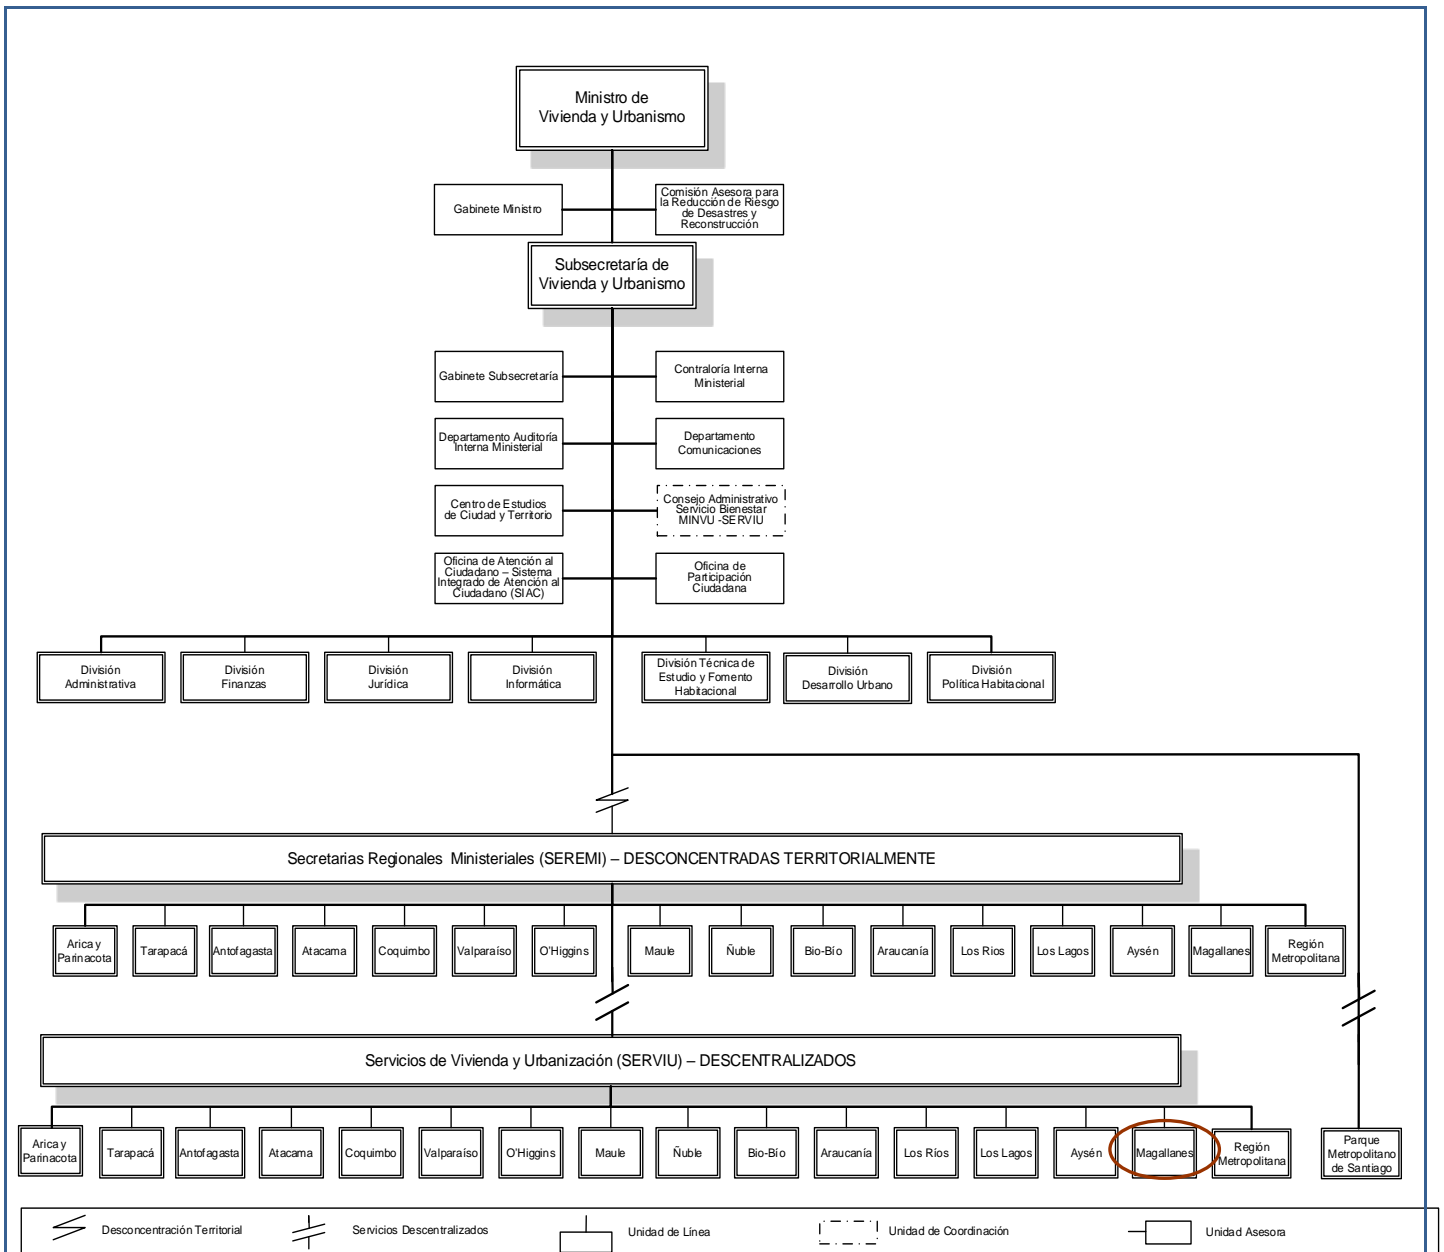 Ministro de
Vivienda y Urbanismo
Gabinete Ministro
Comisión Asesora para
la Reducción de Riesgo
de Desastres y
Reconstrucción
Subsecretaría de
Vivienda y Urbanismo
Gabinete Subsecretaría
Contraloría Interna
Ministerial
Departamento Auditoría
Interna Ministerial
Departamento
Comunicaciones
Centro de Estudios
de Ciudad y Territorio
Consejo Administrativo
Servicio Bienestar
MINVU -SERVIU
Oficina de Atención al
Ciudadano – Sistema
Integrado de Atención al
Ciudadano (SIAC)
Oficina de
Participación
Ciudadana
División
Administrativa
División
Finanzas
División
Jurídica
División
Informática
División Técnica de
Estudio y Fomento
Habitacional
División
Desarrollo Urbano
División
Política Habitacional
Secretarias Regionales Ministeriales (SEREMI) – DESCONCENTRADAS TERRITORIALMENTE
Arica y
Parinacota
Tarapacá
Antofagasta
Atacama
Coquimbo
Valparaíso
O'Higgins
Maule
Ñuble
Bio-Bío
Araucanía
Los Ríos
Los Lagos
Aysén
Magallanes
Región
Metropolitana
Servicios de Vivienda y Urbanización (SERVIU) – DESCENTRALIZADOS
Arica y
Parinacota
Tarapacá
Antofagasta
Atacama
Coquimbo
Valparaíso
O'Higgins
Maule
Ñuble
Bio-Bío
Araucanía
Los Ríos
Los Lagos
Aysén
Magallanes
Región
Metropolitana
Parque
Metropolitano
de Santiago
Desconcentración Territorial
Servicios Descentralizados
Unidad de Línea
Unidad de Coordinación
Unidad Asesora